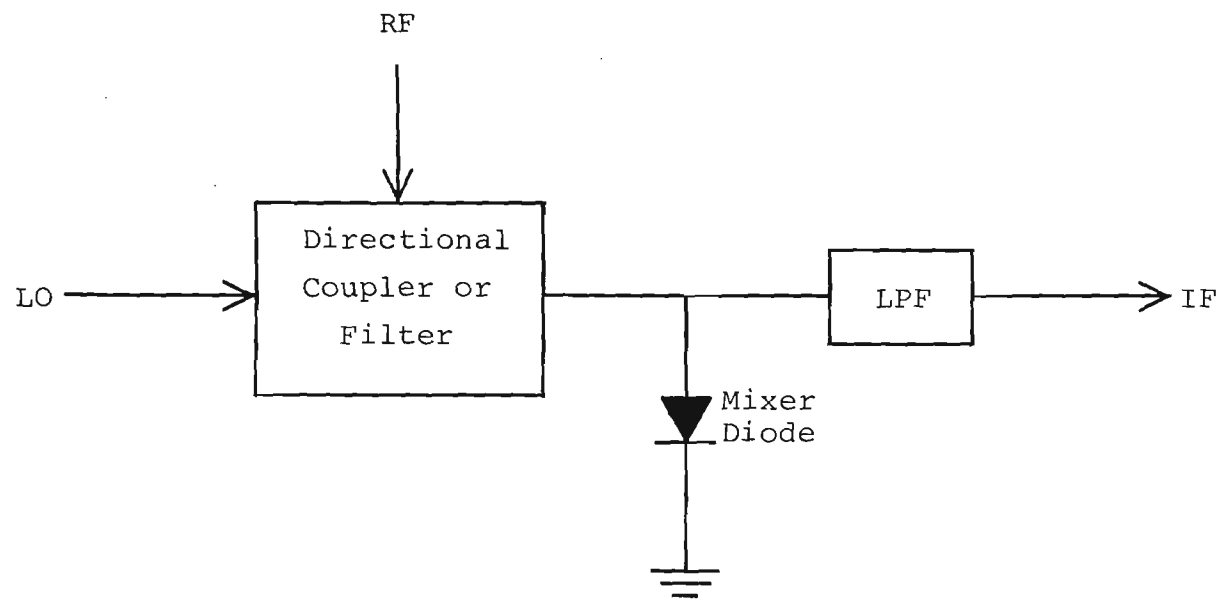 RF
Directional
Coupler or
Filter
LO
LPF
IF
Mixer
Diode